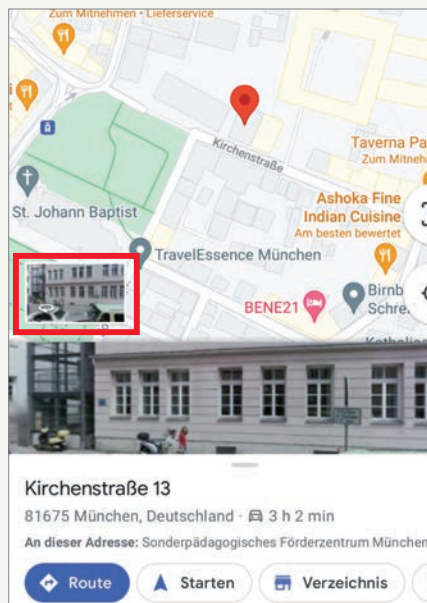 Zum Mitnehmen · Lieferservice
Kirchenstraße
Taverna Pa
Zum Mitneh
Ashoka Fine
Indian Cuisine
Am besten bewertet
St. Johann Baptist
TravelEssence München
BENE21
Birnb
Schre
Katholis
Kirchenstraße 13
81675 München, Deutschland · 3 h 2 min
An dieser Adresse: Sonderpädagogisches Förderzentrum München
Route
Starten
Verzeichnis